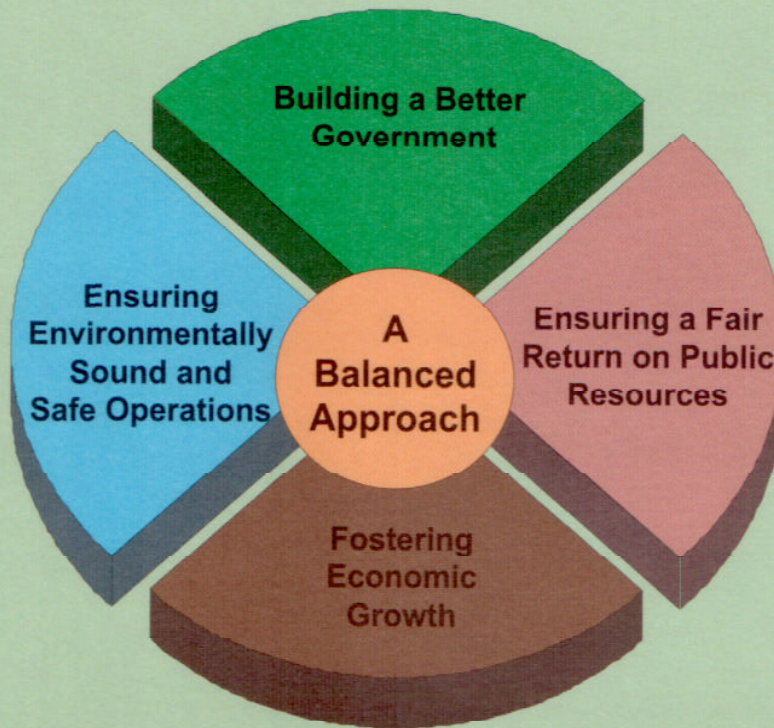 Building a Better
Government
Ensuring
Environmentally
Sound and
Safe Operations
A
Balanced
Approach
Ensuring a Fair
Return on Public
Resources
Fostering
Economic
Growth